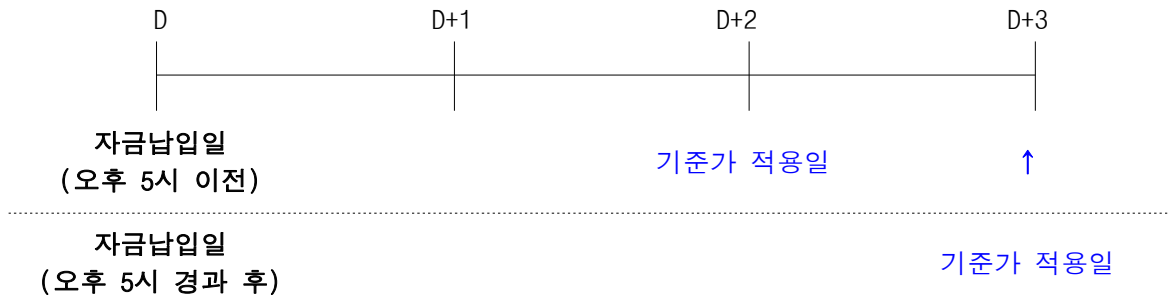 D D+1 D+2 D+3
자금납입일
(오후 5시 이전)
기준가 적용일 ↑
자금납입일
(오후 5시 경과 후)
기준가 적용일